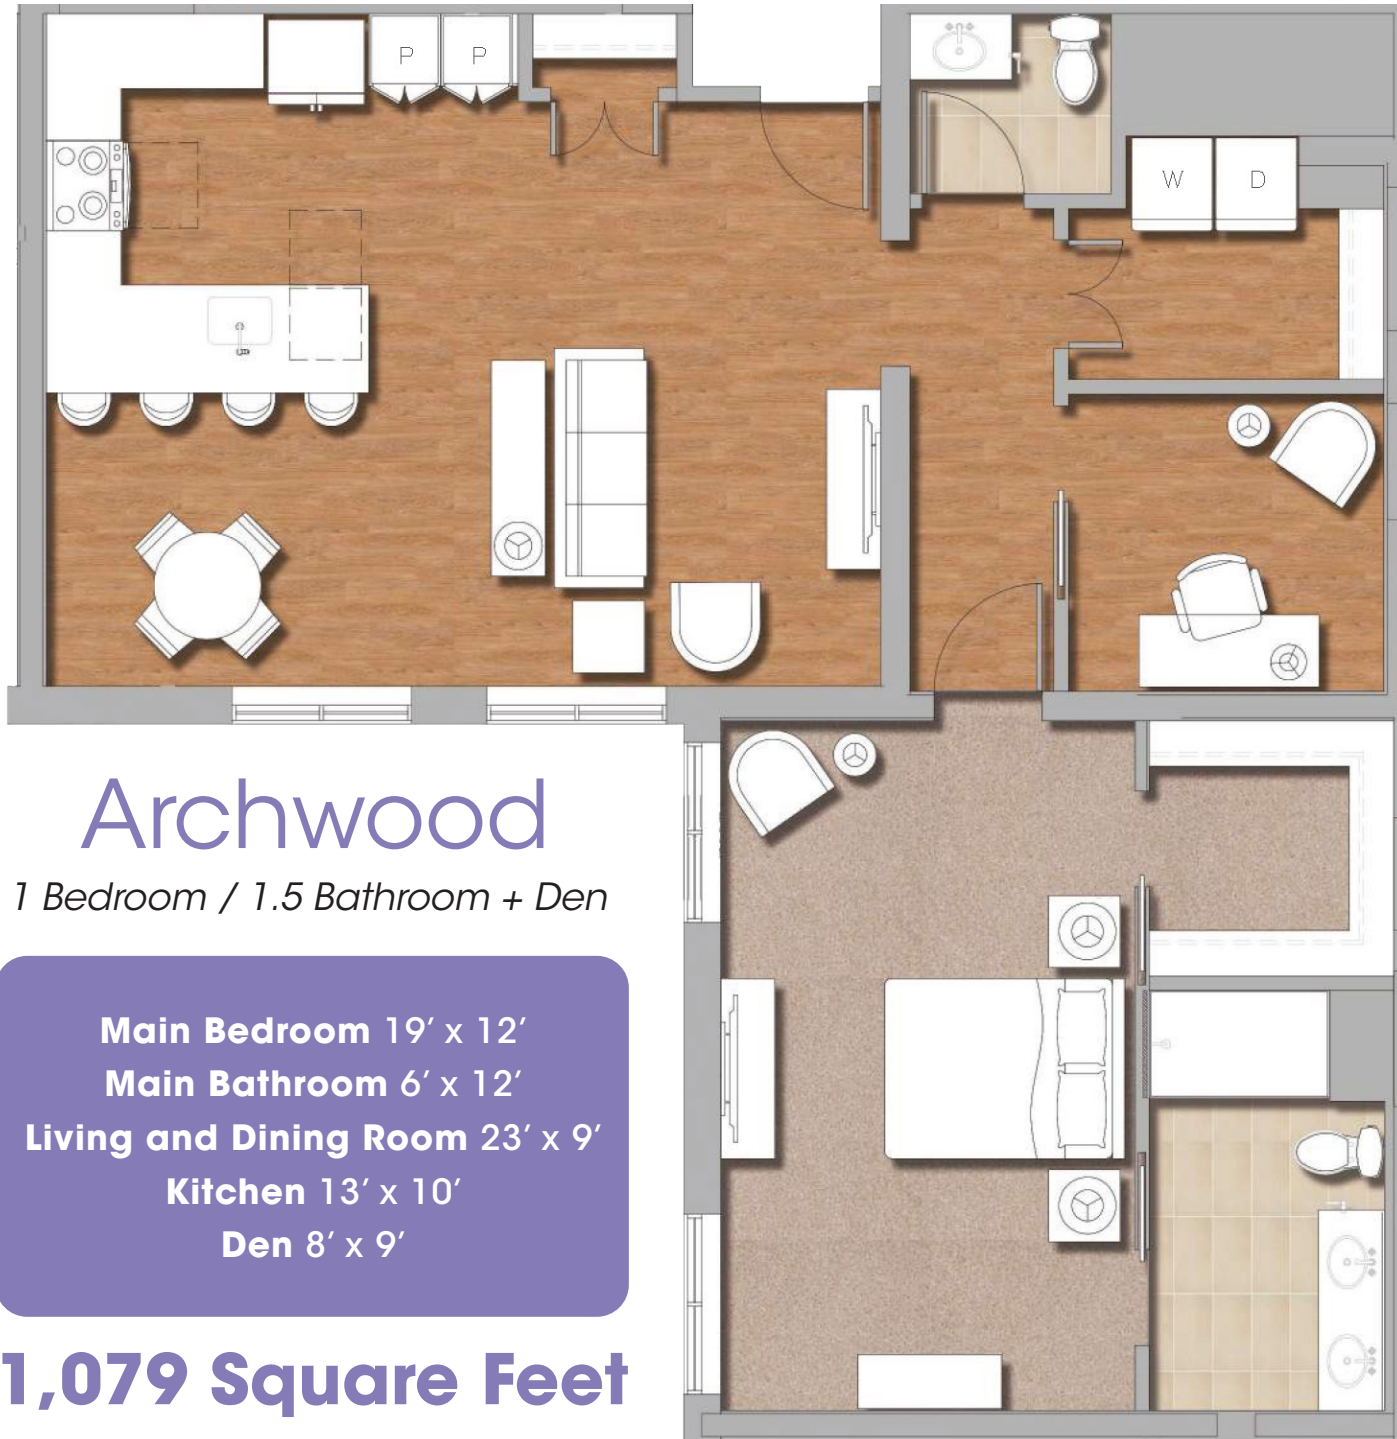 P P
W D
Archwood
1 Bedroom / 1.5 Bathroom + Den
Main Bedroom 19′ x 12′
Main Bathroom 6′ x 12′
Living and Dining Room 23′ x 9′
Kitchen 13′ x 10′
Den 8′ x 9′
1,079 Square Feet